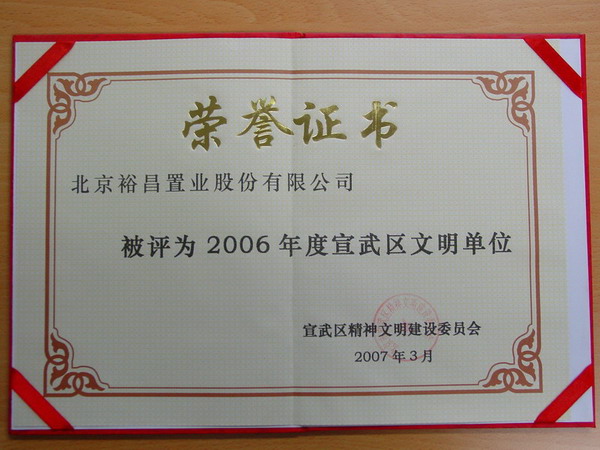 荣誉证书
北京裕昌置业股份有限公司
被评为 2006 年度宣武区文明单位
宣武区精神文明建设委员会
2007 年 3 月